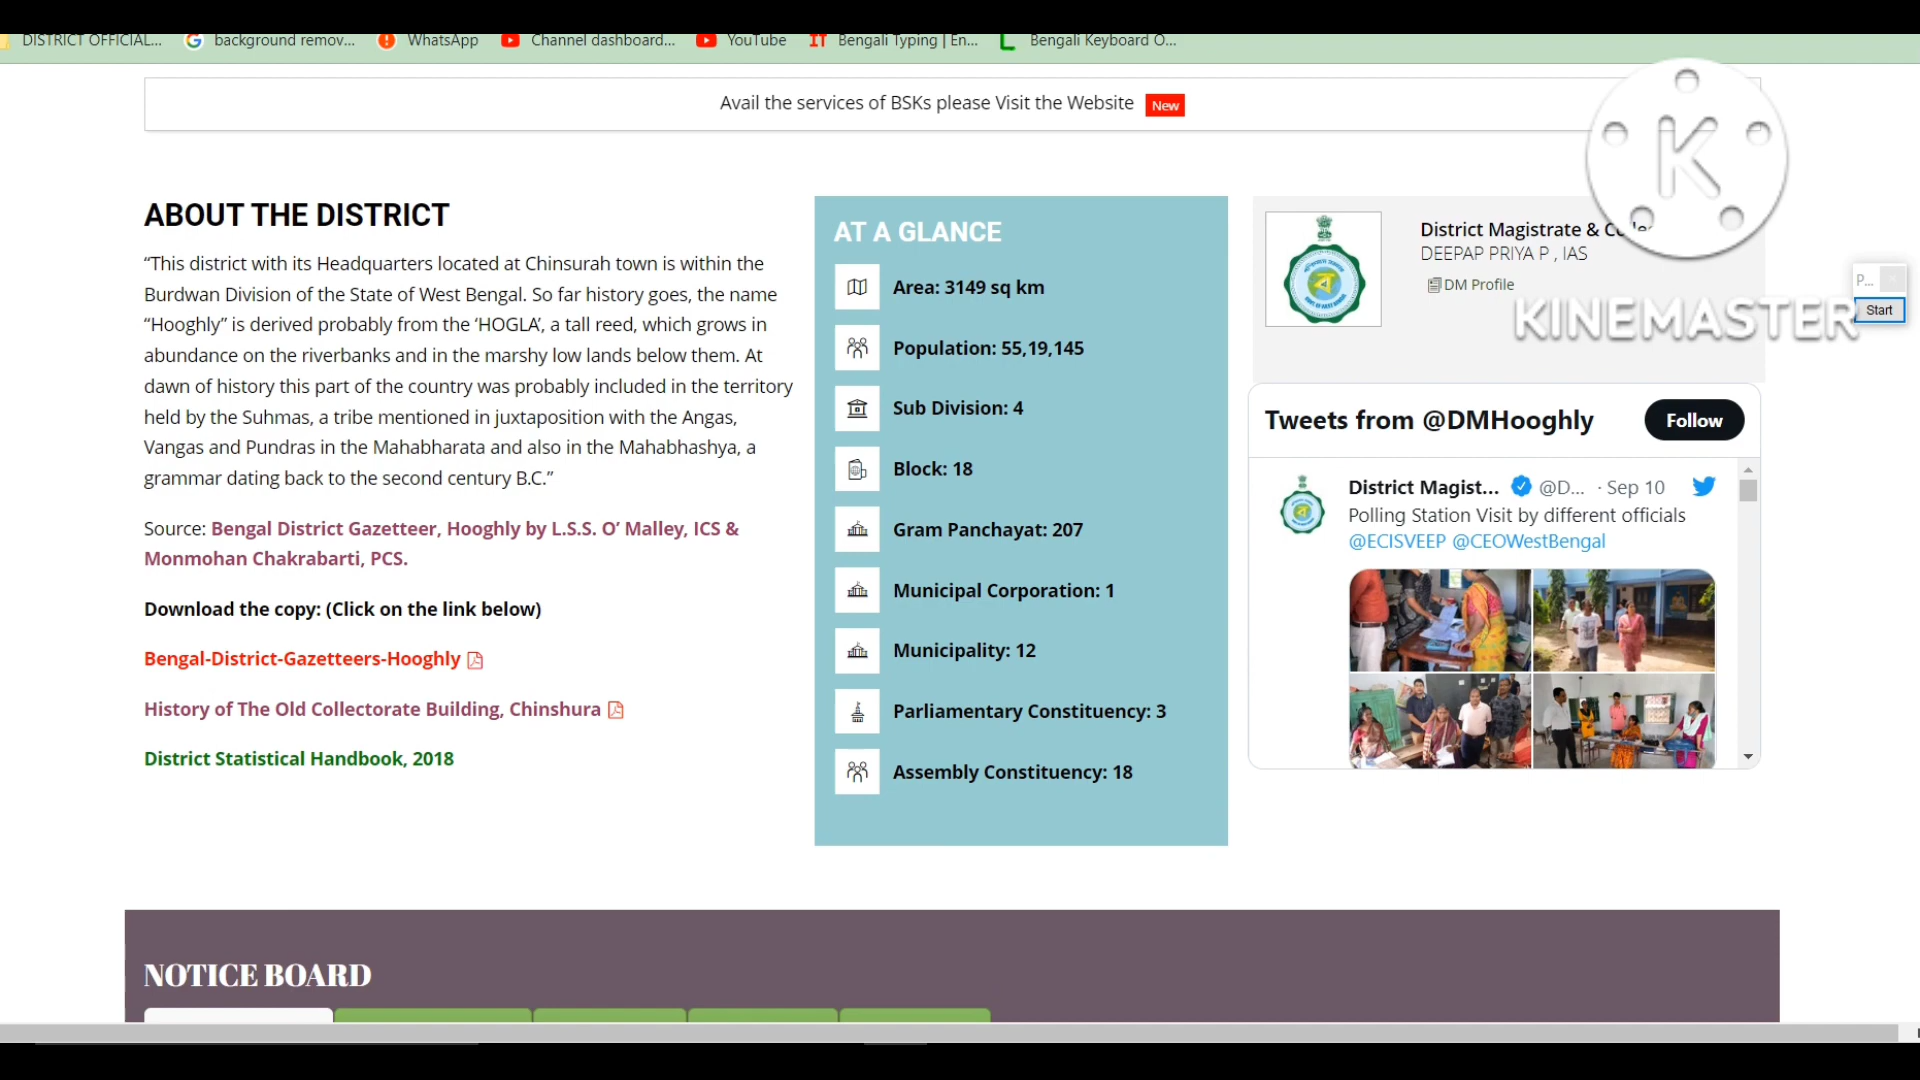 DISTRICT OFFICIAL... background remov... WhatsApp Channel dashboard... YouTube Bengali Typing | En... Bengali Keyboard O...
Avail the services of BSKs please Visit the Website New
ABOUT THE DISTRICT
“This district with its Headquarters located at Chinsurah town is within the
Burdwan Division of the State of West Bengal. So far history goes, the name
“Hooghly” is derived probably from the ‘HOGLA’, a tall reed, which grows in
abundance on the riverbanks and in the marshy low lands below them. At
dawn of history this part of the country was probably included in the territory
held by the Suhmas, a tribe mentioned in juxtaposition with the Angas,
Vangas and Pundras in the Mahabharata and also in the Mahabhashya, a
grammar dating back to the second century B.C.”
Source: Bengal District Gazetteer, Hooghly by L.S.S. O’ Malley, ICS &
Monmohan Chakrabarti, PCS.
Download the copy: (Click on the link below)
Bengal-District-Gazetteers-Hooghly
History of The Old Collectorate Building, Chinshura
District Statistical Handbook, 2018
AT A GLANCE
Area: 3149 sq km
Population: 55,19,145
Sub Division: 4
Block: 18
Gram Panchayat: 207
Municipal Corporation: 1
Municipality: 12
Parliamentary Constituency: 3
Assembly Constituency: 18
K
District Magistrate &
DEEPAP PRIYA P , IAS
DM Profile
KINEMASTER
P...
Start
Tweets from @DMHooghly
Follow
District Magist... @D... · Sep 10
Polling Station Visit by different officials
@ECISVEEP @CEOWestBengal
NOTICE BOARD